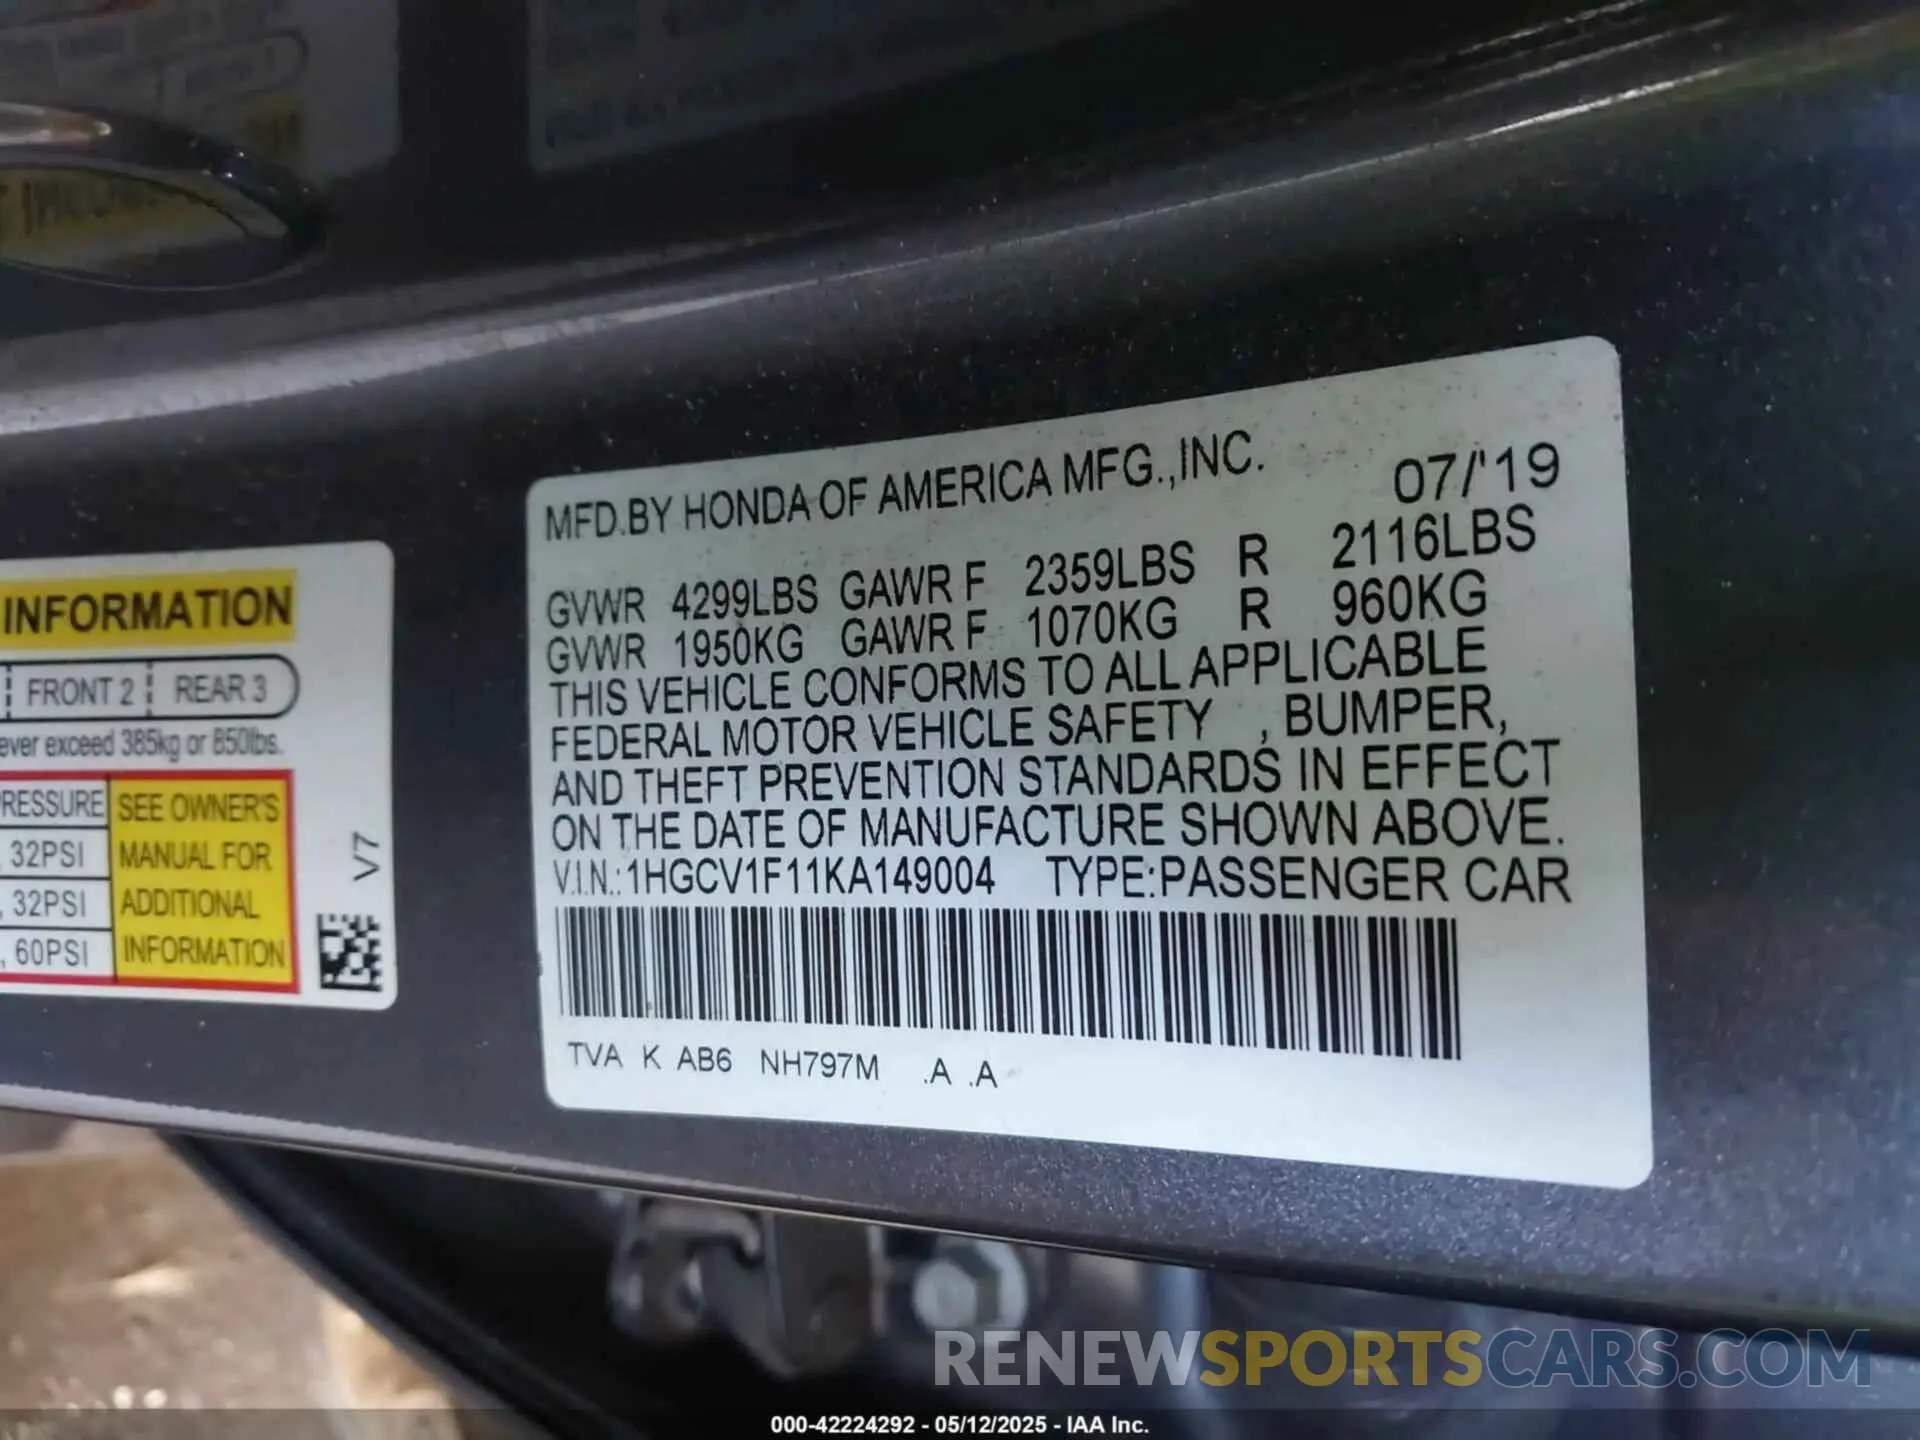 MFD.BY HONDA OF AMERICA MFG.,INC. 07/'19
GVWR 4299LBS GAWR F 2359LBS R 2116LBS
GVWR 1950KG GAWR F 1070KG R 960KG
THIS VEHICLE CONFORMS TO ALL APPLICABLE
FEDERAL MOTOR VEHICLE SAFETY , BUMPER,
AND THEFT PREVENTION STANDARDS IN EFFECT
ON THE DATE OF MANUFACTURE SHOWN ABOVE.
V.I.N.: 1HGCV1F11KA149004 TYPE:PASSENGER CAR
TVA K AB6 NH797M .A .A
INFORMATION
FRONT 2 REAR 3
ever exceed 385kg or 850lbs.
RESSURE SEE OWNER'S
, 32PSI MANUAL FOR
, 32PSI ADDITIONAL
, 60PSI INFORMATION
V7
RENEWSPORTSCARS.COM
000-42224292 - 05/12/2025 - IAA Inc.